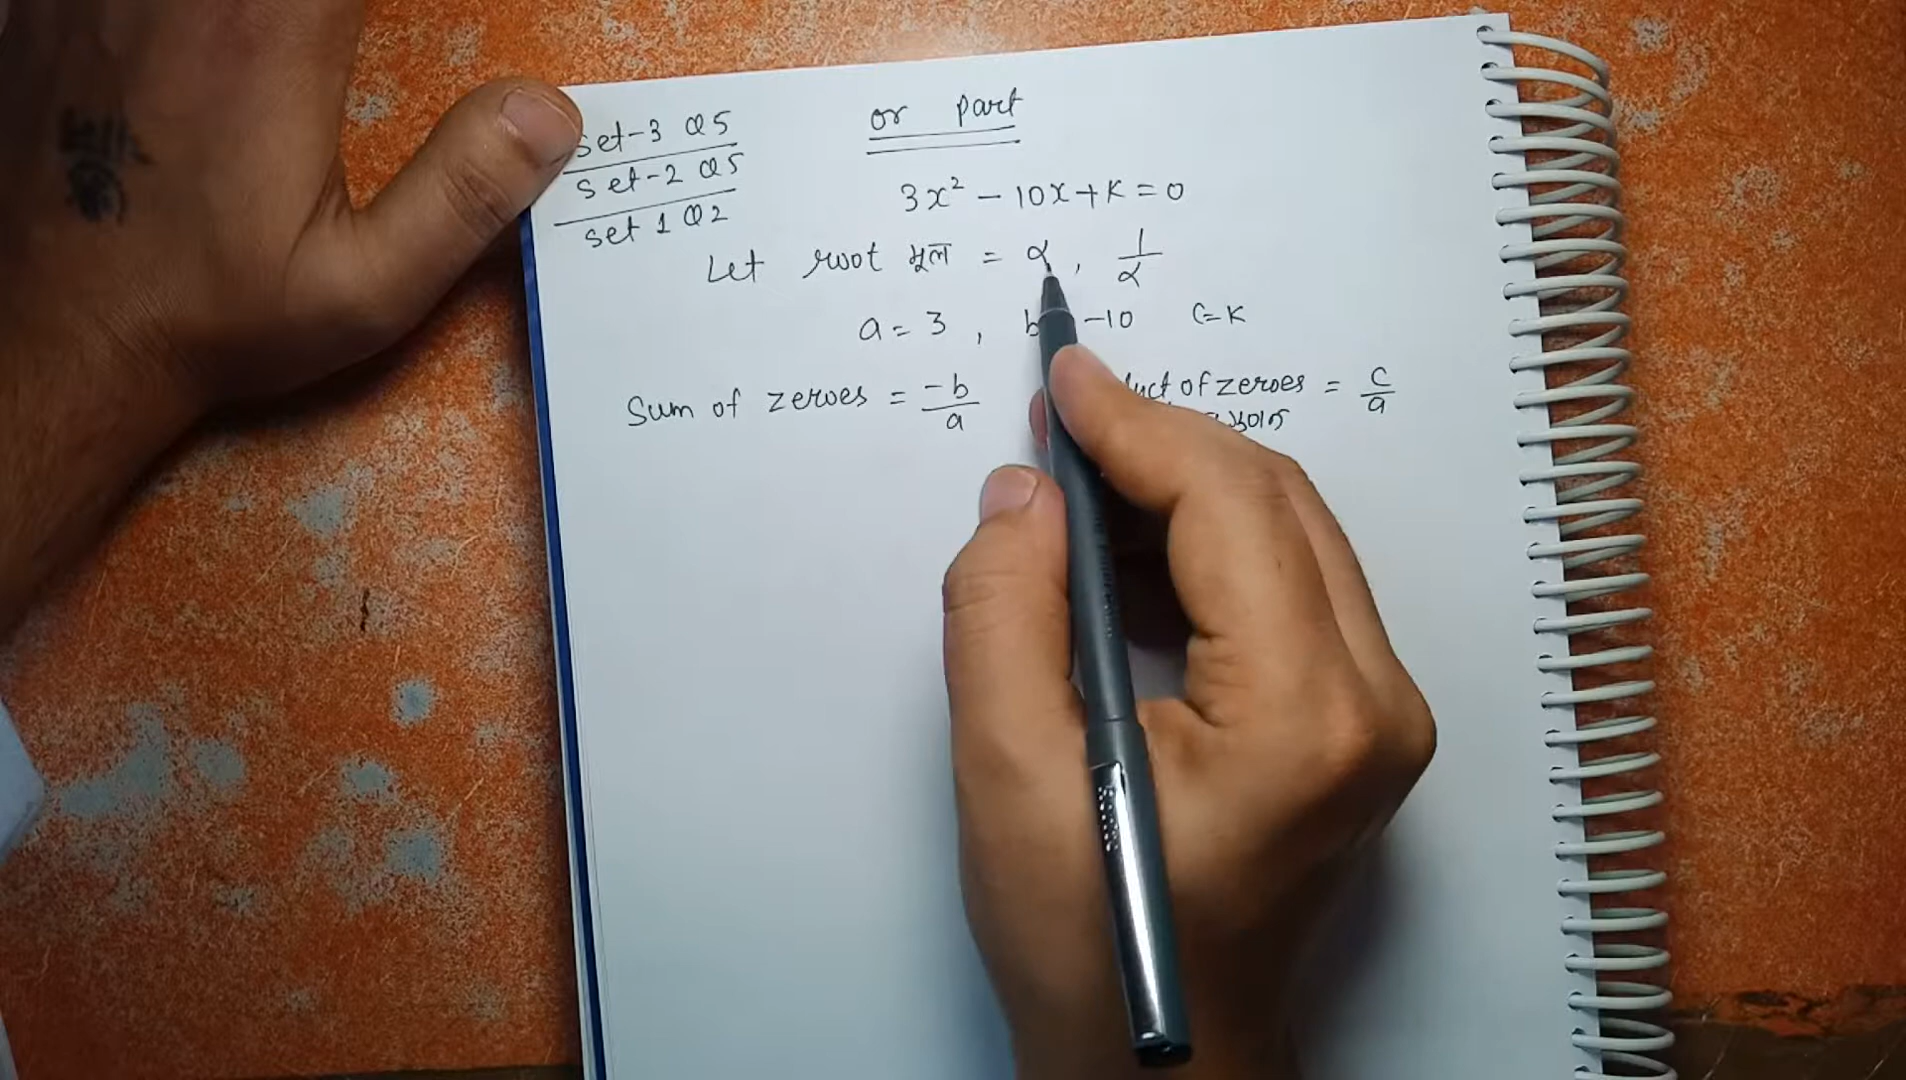 set-3 Q5
set-2 Q5
set 1 Q2
or part
3x² - 10x + K = 0
Let root मूल = α, 1/α
a = 3, b -10 C = K
Sum of zeroes = -b/a
duct of zeroes = c/a